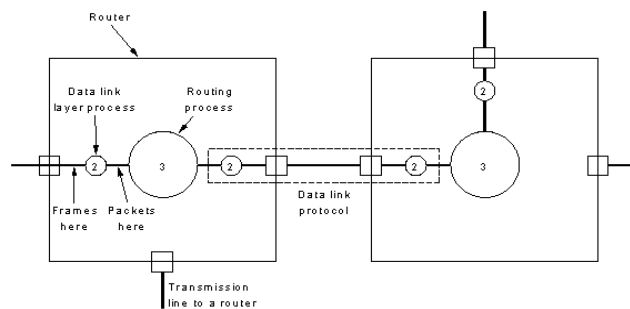 Router
Data link
layer process
Routing
process
2
2
3
2
2
3
Frames
here
Packets
here
Data link
protocol
Transmission
line to a router